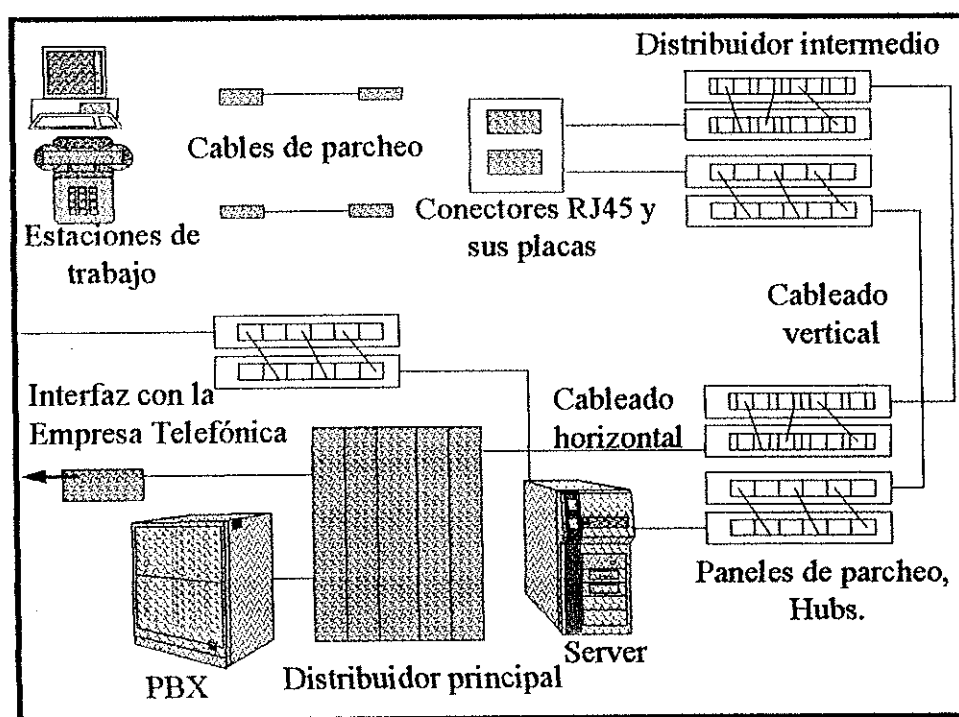 Distribuidor intermedio
Cables de parcheo
Conectores RJ45 y
sus placas
Estaciones de
trabajo
Cableado
vertical
Interfaz con la
Empresa Telefónica
Cableado
horizontal
Paneles de parcheo,
Hubs.
Server
Distribuidor principal
PBX